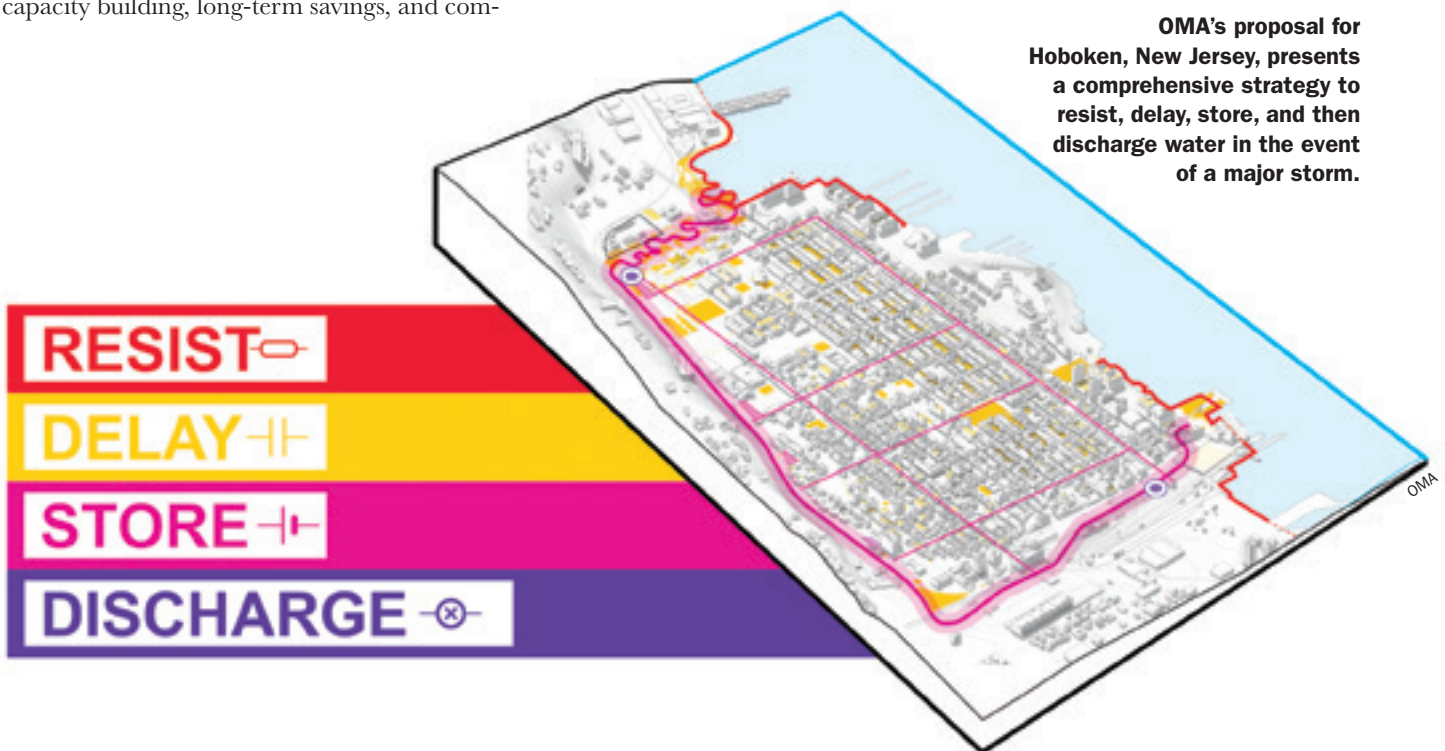 capacity building, long-term savings, and com-
OMA’s proposal for
Hoboken, New Jersey, presents
a comprehensive strategy to
resist, delay, store, and then
discharge water in the event
of a major storm.
RESIST
DELAY
STORE
DISCHARGE
OMA